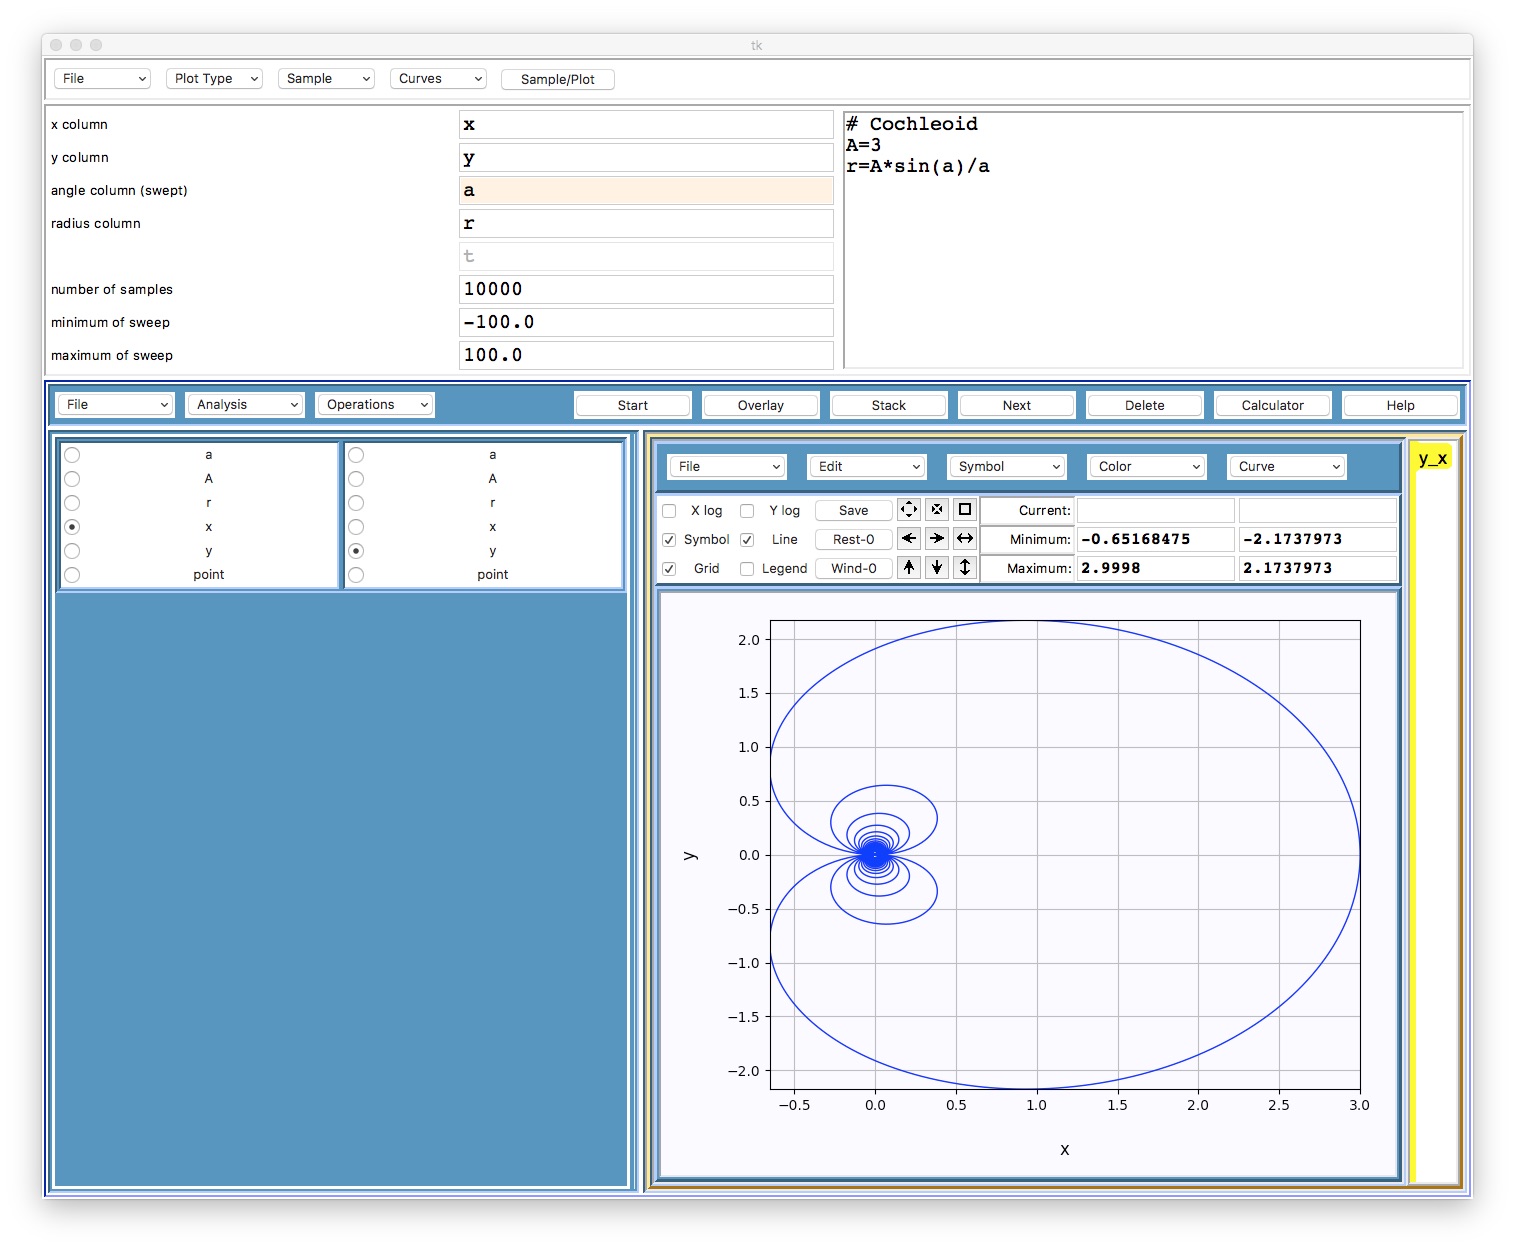 tk
File Plot Type Sample Curves Sample/Plot
x column x
y column y
angle column (swept) a
radius column r
t
number of samples 10000
minimum of sweep -100.0
maximum of sweep 100.0
# Cochleoid
A=3
r=A*sin(a)/a
File Analysis Operations Start Overlay Stack Next Delete Calculator Help
a a
A A
r r
x x
y y
point point
File Edit Symbol Color Curve
X log Y log Save Current:
Symbol Line Rest-0 Minimum: -0.65168475 -2.1737973
Grid Legend Wind-0 Maximum: 2.9998 2.1737973
y_x
2.0
1.5
1.0
0.5
0.0
−0.5
−1.0
−1.5
−2.0
y
−0.5 0.0 0.5 1.0 1.5 2.0 2.5 3.0
x